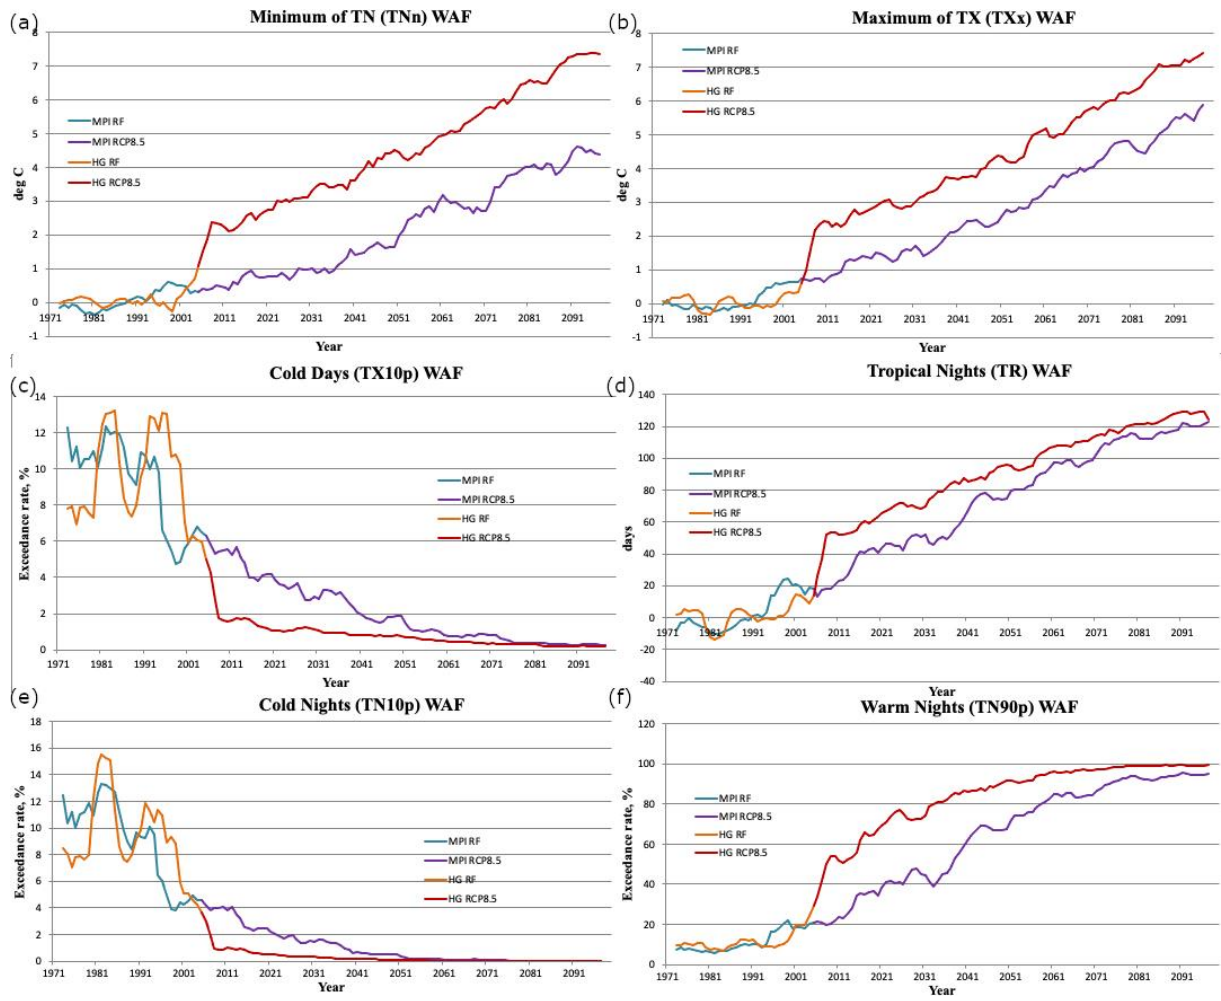 (a) Minimum of TN (TNn) WAF
8
7
6
5
4
3
2
1
0
-1
deg C
MPI RF
MPI RCP8.5
HG RF
HG RCP8.5
1971 1981 1991 2001 2011 2021 2031 2041 2051 2061 2071 2081 2091
Year
(b) Maximum of TX (TXx) WAF
8
7
6
5
4
3
2
1
0
-1
deg C
MPI RF
MPI RCP8.5
HG RF
HG RCP8.5
1971 1981 1991 2001 2011 2021 2031 2041 2051 2061 2071 2081 2091
Year
(c) Cold Days (TX10p) WAF
14
12
10
8
6
4
2
0
Exceedance rate, %
MPI RF
MPI RCP8.5
HG RF
HG RCP8.5
1971 1981 1991 2001 2011 2021 2031 2041 2051 2061 2071 2081 2091
Year
(d) Tropical Nights (TR) WAF
140
120
100
80
60
40
20
0
-20
-40
days
MPI RF
MPI RCP8.5
HG RF
HG RCP8.5
1971 1981 1991 2001 2011 2021 2031 2041 2051 2061 2071 2081 2091
Year
(e) Cold Nights (TN10p) WAF
18
16
14
12
10
8
6
4
2
0
Exceedance rate, %
MPI RF
MPI RCP8.5
HG RF
HG RCP8.5
1971 1981 1991 2001 2011 2021 2031 2041 2051 2061 2071 2081 2091
Year
(f) Warm Nights (TN90p) WAF
120
100
80
60
40
20
0
Exceedance rate, %
MPI RF
MPI RCP8.5
HG RF
HG RCP8.5
1971 1981 1991 2001 2011 2021 2031 2041 2051 2061 2071 2081 2091
Year